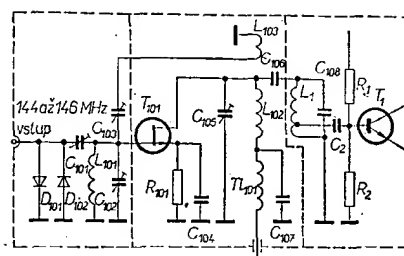 L103
C106
T101
L1
C108
R1
T1
144 až 146 MHz
vstup
C103
C105
L102
C2
C101
L101
D101
D102
C102
R101
C104
Tl101
C107
R2